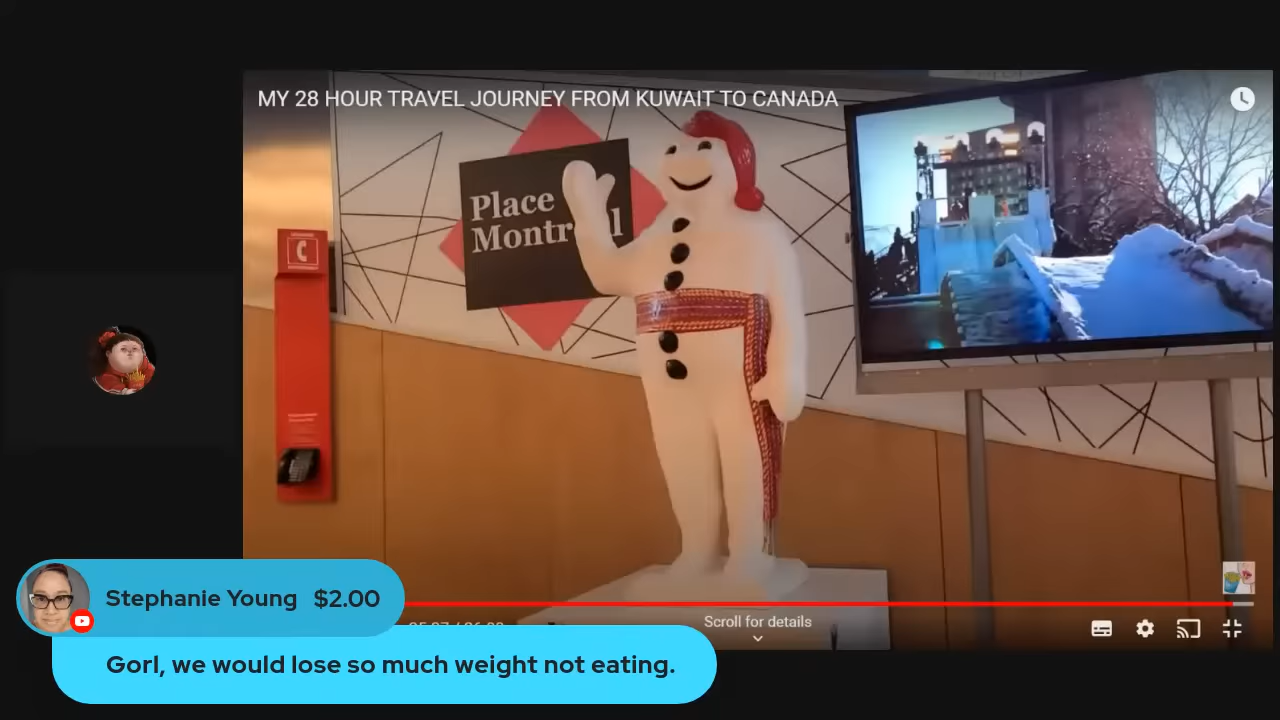 MY 28 HOUR TRAVEL JOURNEY FROM KUWAIT TO CANADA
Place
Montr l
Scroll for details
Stephanie Young $2.00
Gorl, we would lose so much weight not eating.